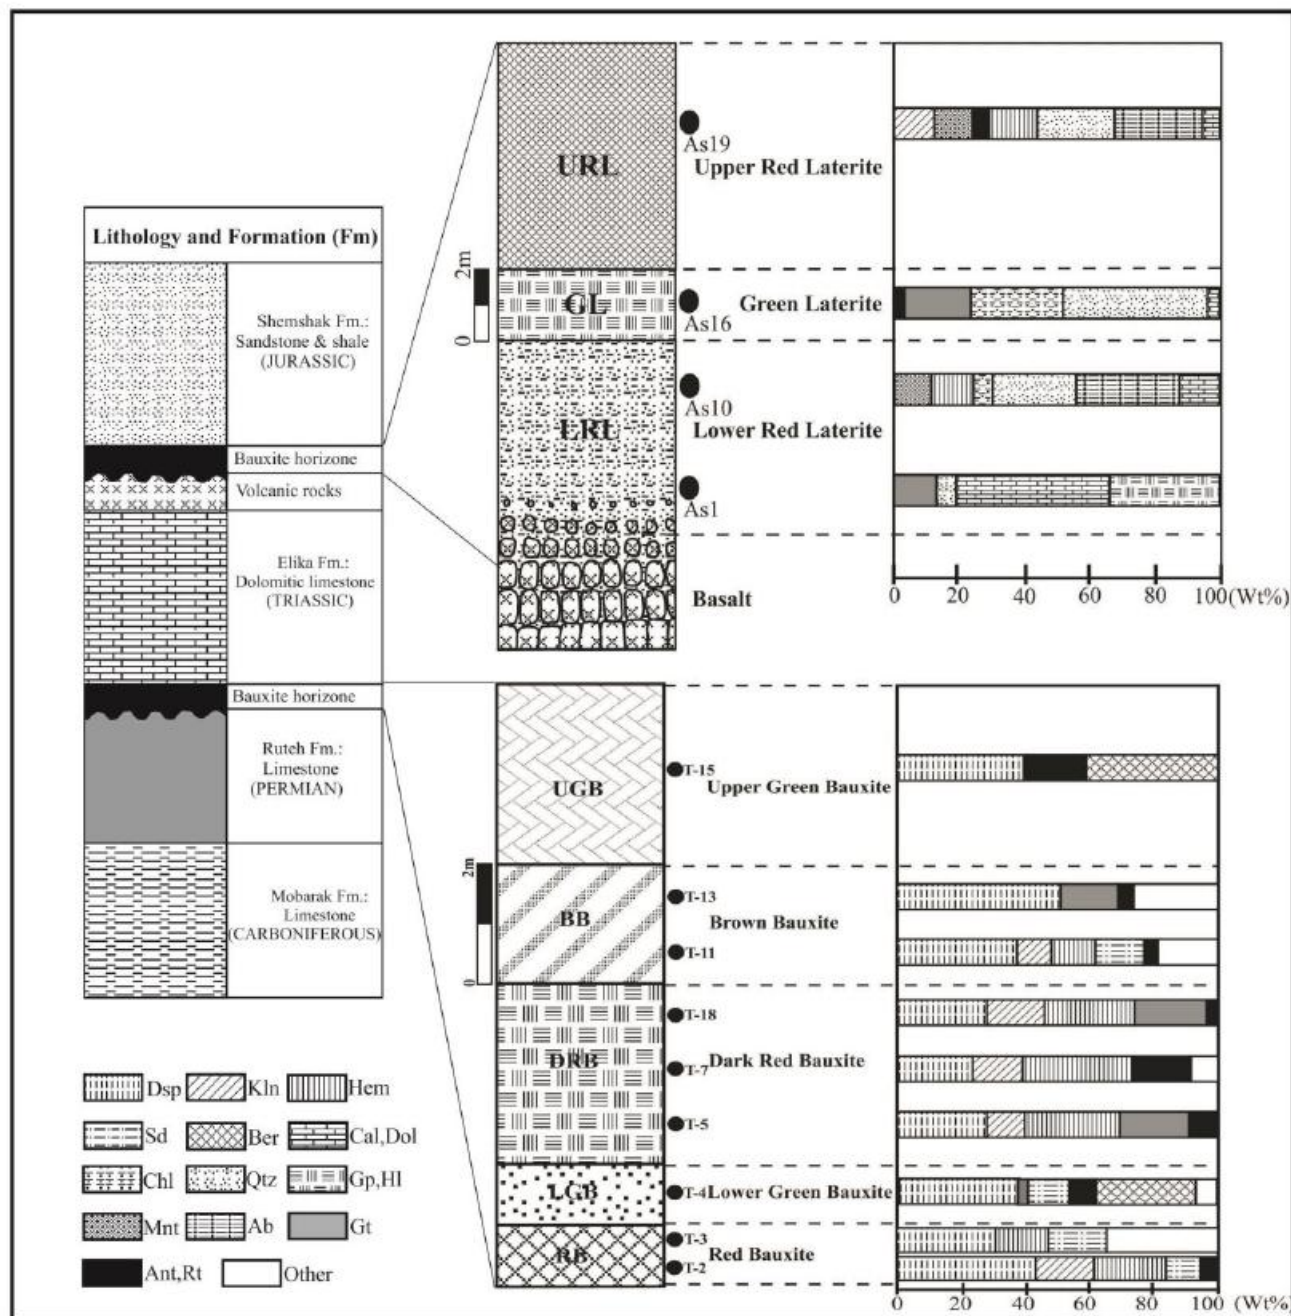 Lithology and Formation (Fm)
Shemshak Fm.:
Sandstone & shale
(JURASSIC)
Bauxite horizone
Volcanic rocks
Elika Fm.:
Dolomitic limestone
(TRIASSIC)
Bauxite horizone
Ruteh Fm.:
Limestone
(PERMIAN)
Mobarak Fm.:
Limestone
(CARBONIFEROUS)
URL
As19
Upper Red Laterite
2m
0
GL
As16
Green Laterite
LRL
As10
Lower Red Laterite
As1
Basalt
0 20 40 60 80 100(Wt%)
UGB
T-15
Upper Green Bauxite
2m
0
BB
T-13
Brown Bauxite
T-11
DRB
T-18
Dark Red Bauxite
T-7
T-5
LGB
T-4 Lower Green Bauxite
RB
T-3
Red Bauxite
T-2
0 20 40 60 80 100 (Wt%)
Dsp Kln Hem
Sd Ber Cal,Dol
Chl Qtz Gp,Hl
Mnt Ab Gt
Ant,Rt Other